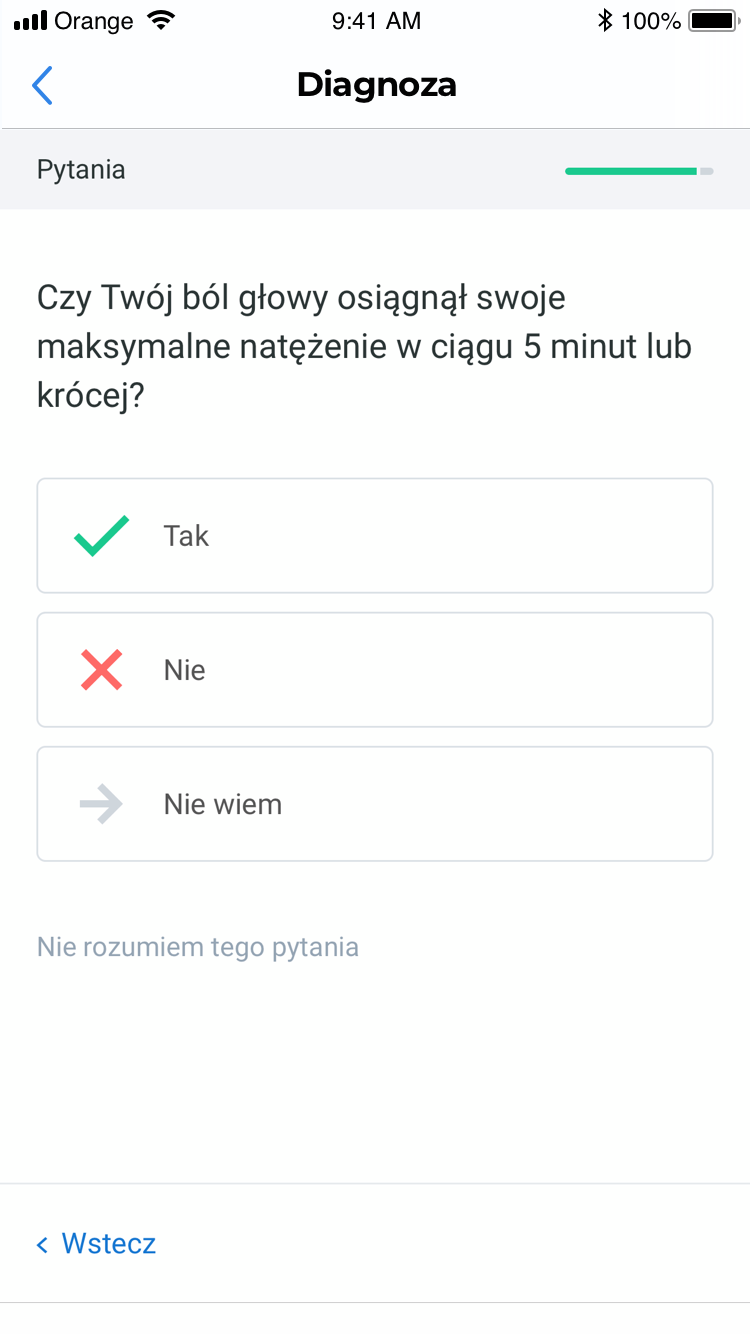 Orange 9:41 AM 100%
Diagnoza
Pytania
Czy Twój ból głowy osiągnął swoje
maksymalne natężenie w ciągu 5 minut lub
krócej?
Tak
Nie
Nie wiem
Nie rozumiem tego pytania
Wstecz